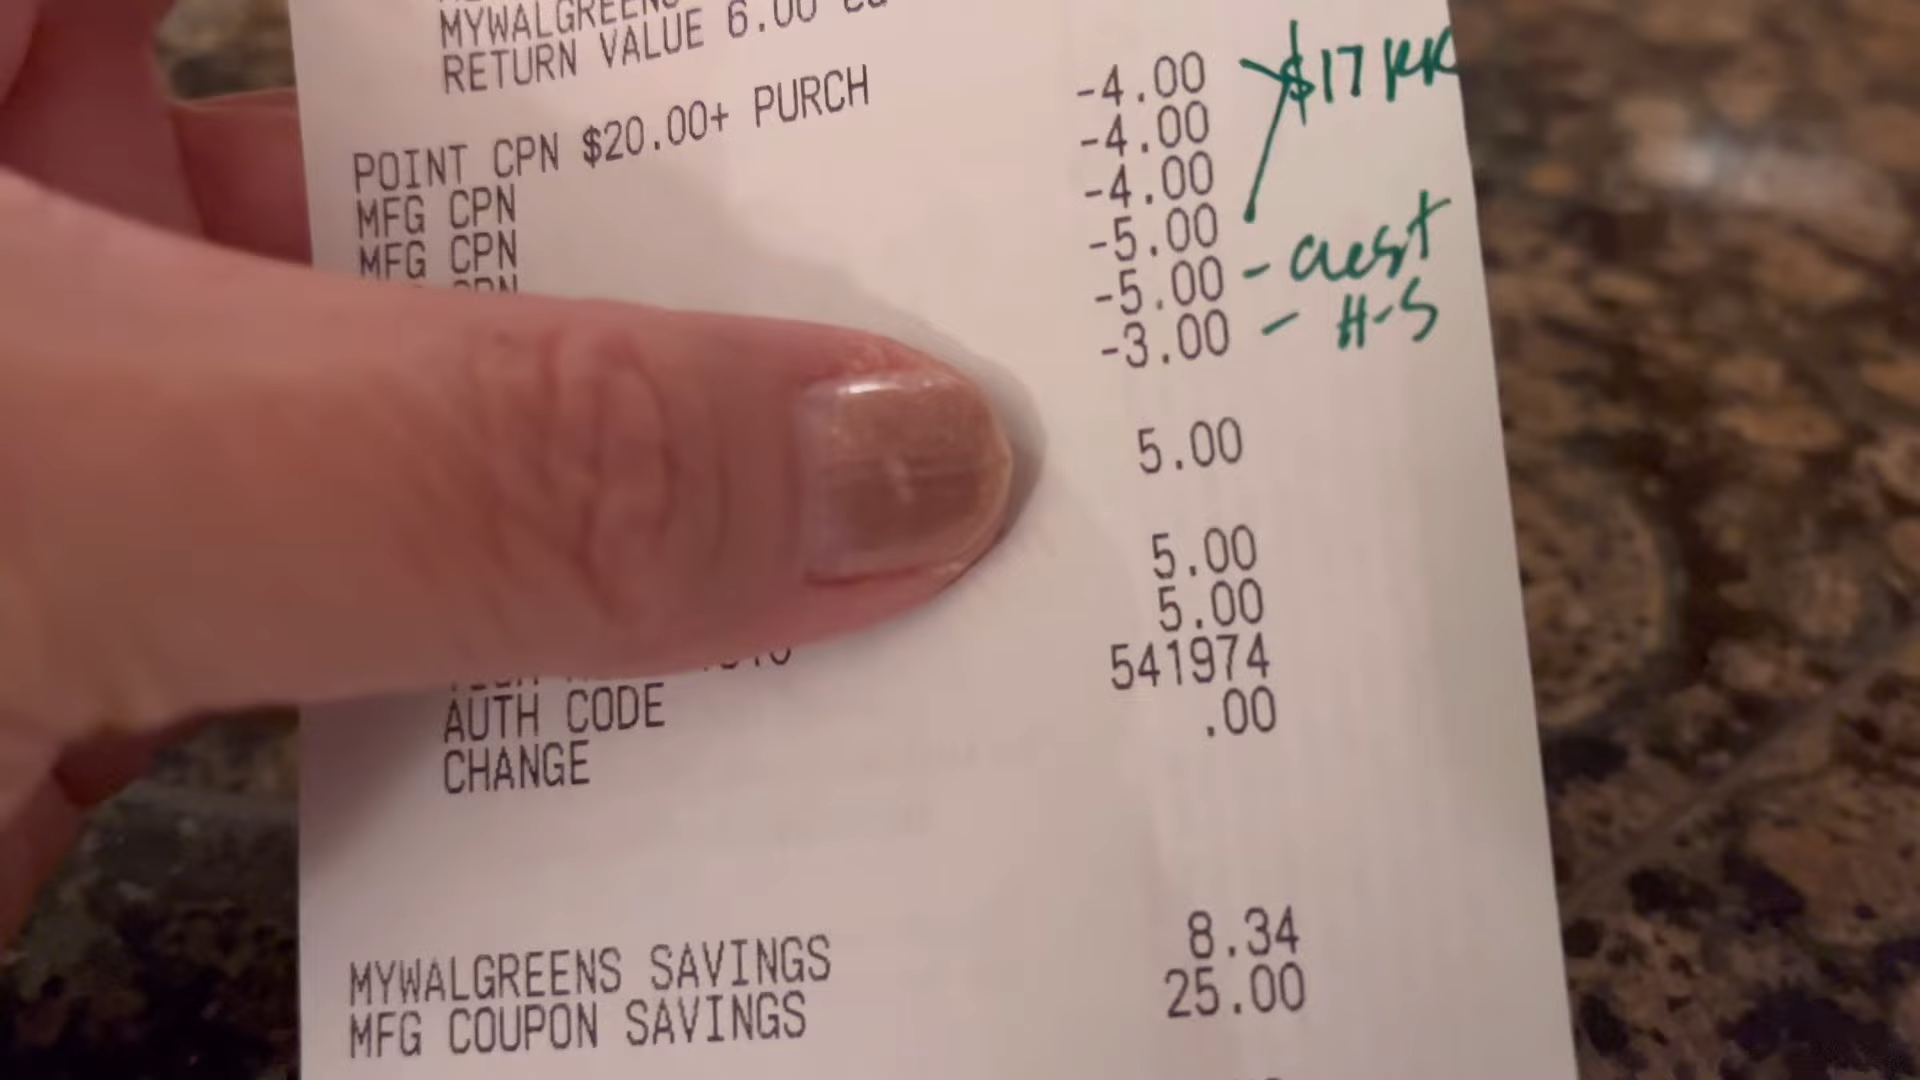 MYWALGREENS
RETURN VALUE 6.00
-4.00 $17
POINT CPN $20.00+ PURCH -4.00
MFG CPN -4.00
MFG CPN -5.00
CPN -5.00 - crest
-3.00 - H-S
5.00
5.00
5.00
AUTH CODE 541974
CHANGE .00
MYWALGREENS SAVINGS 8.34
MFG COUPON SAVINGS 25.00